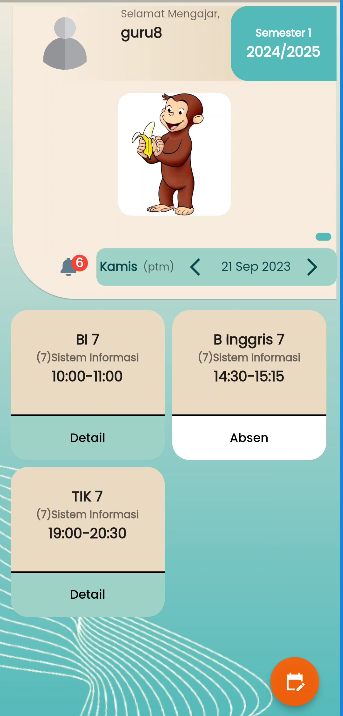 Selamat Mengajar,
guru8
Semester 1
2024/2025
6
Kamis (ptm) 21 Sep 2023
BI 7
(7)Sistem Informasi
10:00-11:00
Detail
B Inggris 7
(7)Sistem Informasi
14:30-15:15
Absen
TIK 7
(7)Sistem Informasi
19:00-20:30
Detail